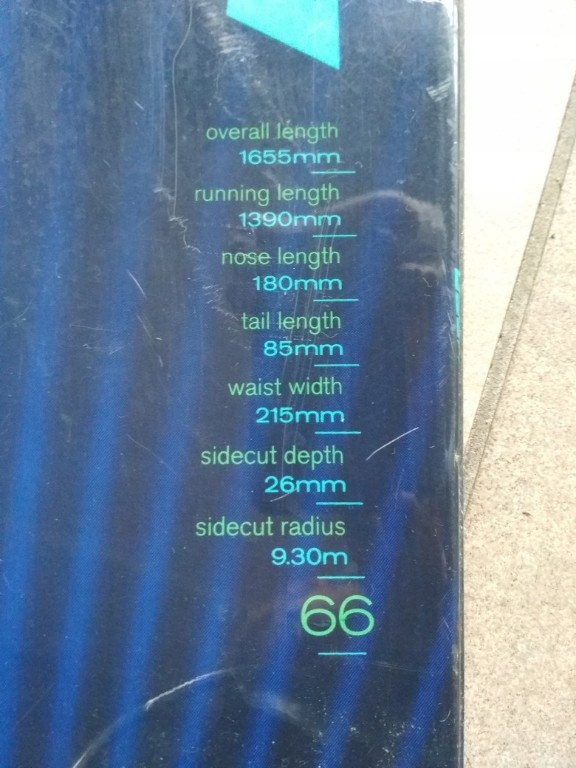 overall length
1655mm
running length
1390mm
nose length
180mm
tail length
85mm
waist width
215mm
sidecut depth
26mm
sidecut radius
9.30m
66